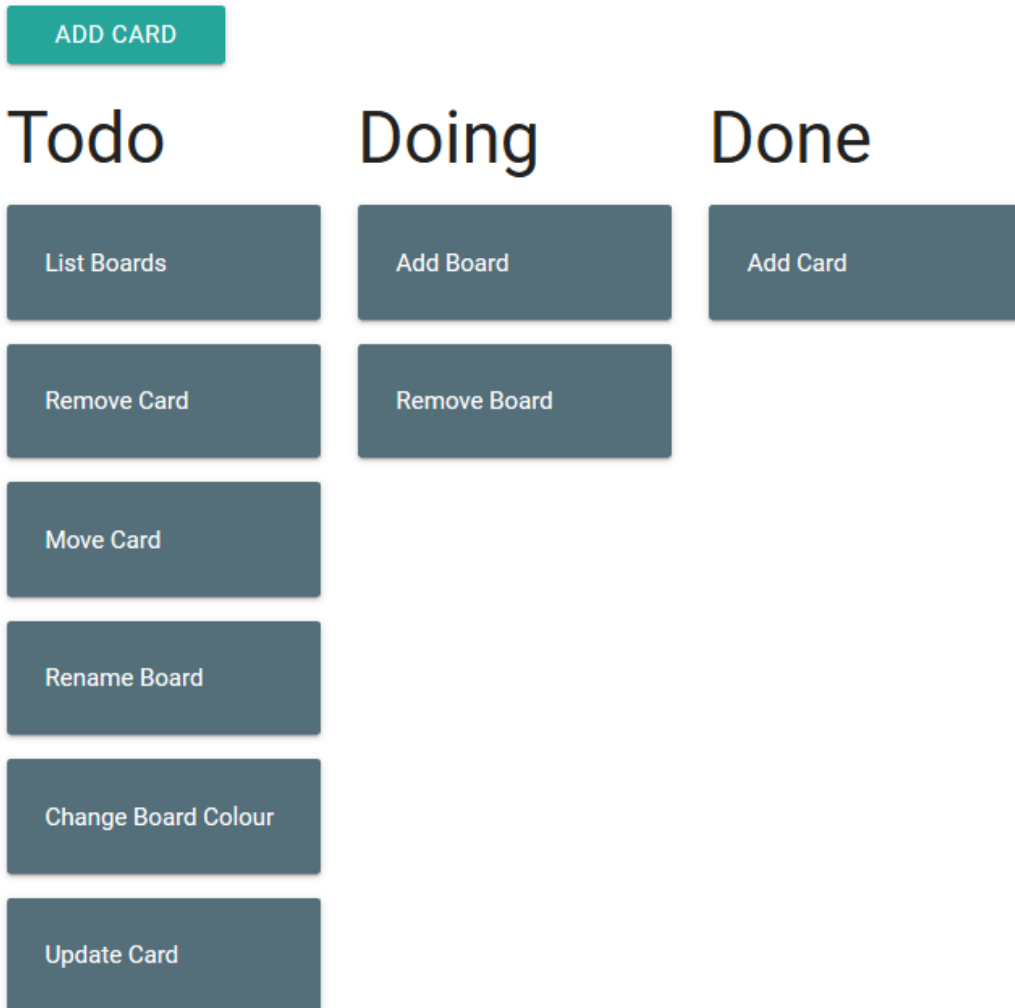 ADD CARD
Todo
List Boards
Remove Card
Move Card
Rename Board
Change Board Colour
Update Card
Doing
Add Board
Remove Board
Done
Add Card